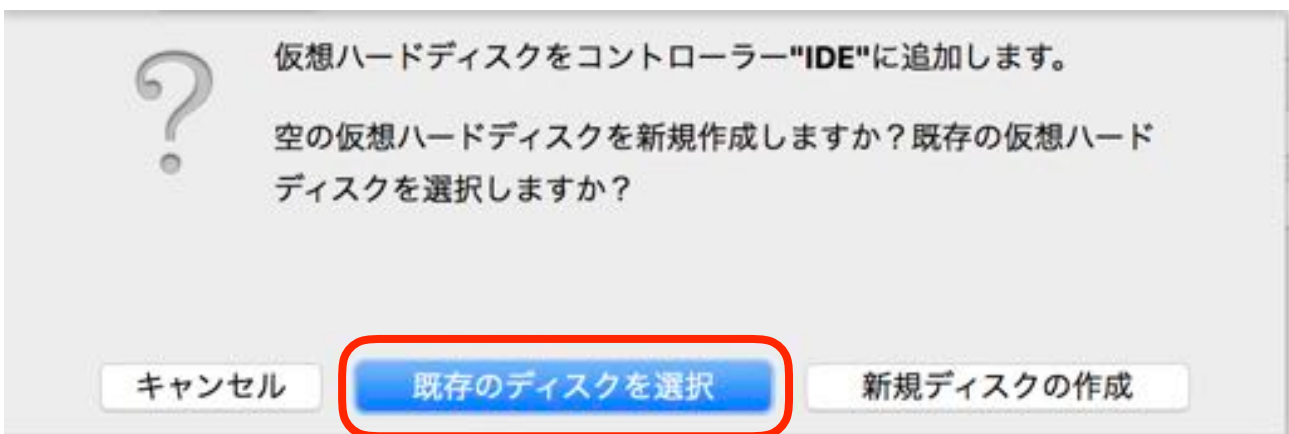 仮想ハードディスクをコントローラー"IDE"に追加します。
空の仮想ハードディスクを新規作成しますか？既存の仮想ハード
ディスクを選択しますか？
キャンセル
既存のディスクを選択
新規ディスクの作成